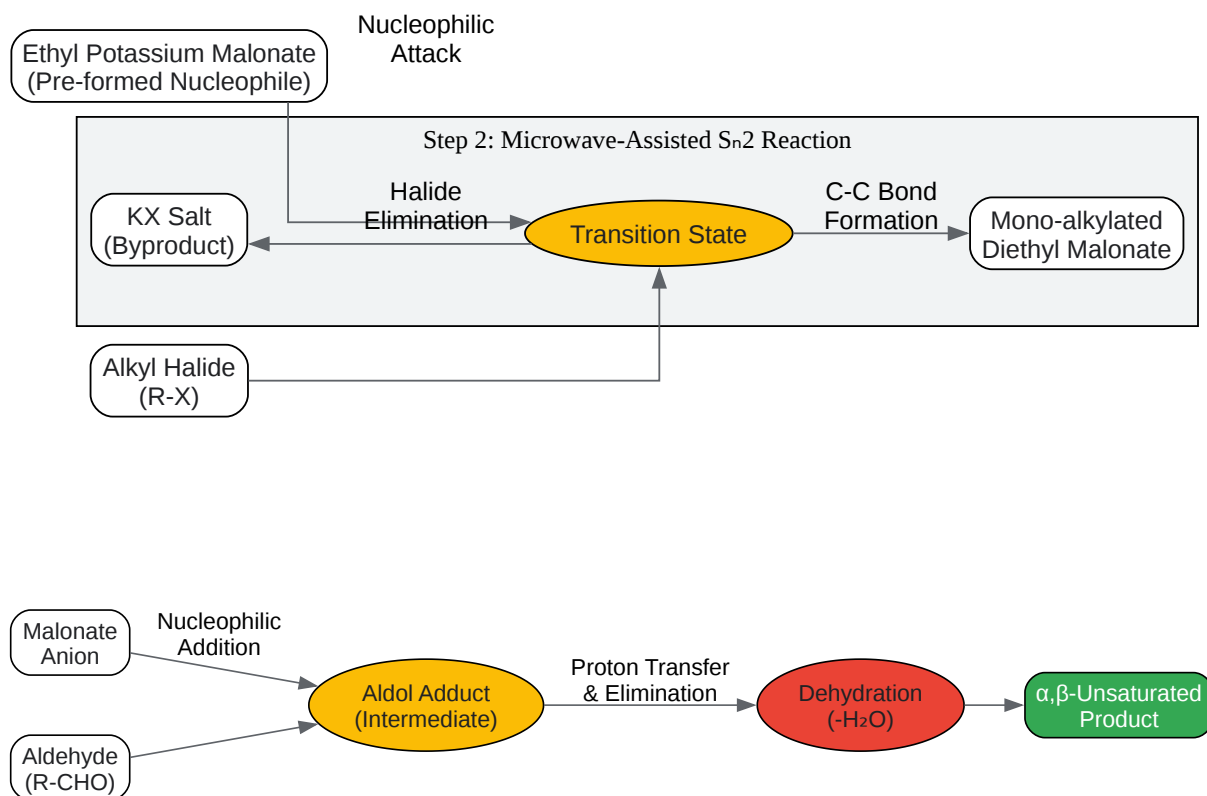 Nucleophilic
Attack
Ethyl Potassium Malonate
(Pre-formed Nucleophile)
Step 2: Microwave-Assisted Sₙ2 Reaction
Halide
Elimination
C-C Bond
Formation
KX Salt
(Byproduct)
Transition State
Mono-alkylated
Diethyl Malonate
Alkyl Halide
(R-X)
Malonate
Anion
Nucleophilic
Addition
Aldol Adduct
(Intermediate)
Proton Transfer
& Elimination
Dehydration
(-H₂O)
α,β-Unsaturated
Product
Aldehyde
(R-CHO)